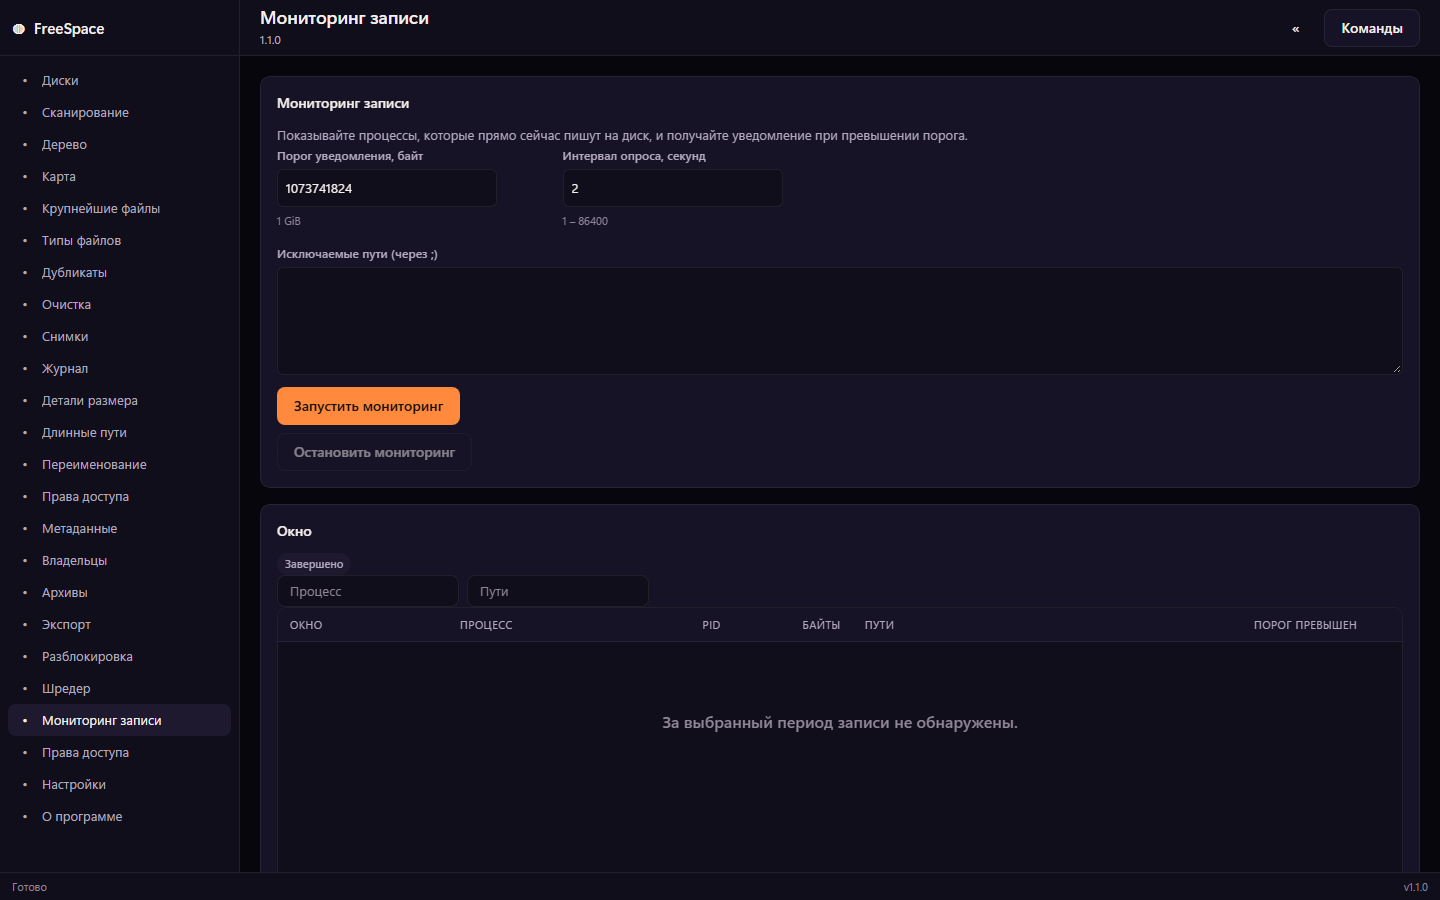 FreeSpace
Мониторинг записи
1.1.0
«
Команды
• Диски
• Сканирование
• Дерево
• Карта
• Крупнейшие файлы
• Типы файлов
• Дубликаты
• Очистка
• Снимки
• Журнал
• Детали размера
• Длинные пути
• Переименование
• Права доступа
• Метаданные
• Владельцы
• Архивы
• Экспорт
• Разблокировка
• Шредер
• Мониторинг записи
• Права доступа
• Настройки
• О программе
Мониторинг записи
Показывайте процессы, которые прямо сейчас пишут на диск, и получайте уведомление при превышении порога.
Порог уведомления, байт
Интервал опроса, секунд
1073741824
2
1 GiB
1 – 86400
Исключаемые пути (через ;)
Запустить мониторинг
Остановить мониторинг
Окно
Завершено
Процесс
Пути
ОКНО ПРОЦЕСС PID БАЙТЫ ПУТИ ПОРОГ ПРЕВЫШЕН
За выбранный период записи не обнаружены.
Готово
v1.1.0